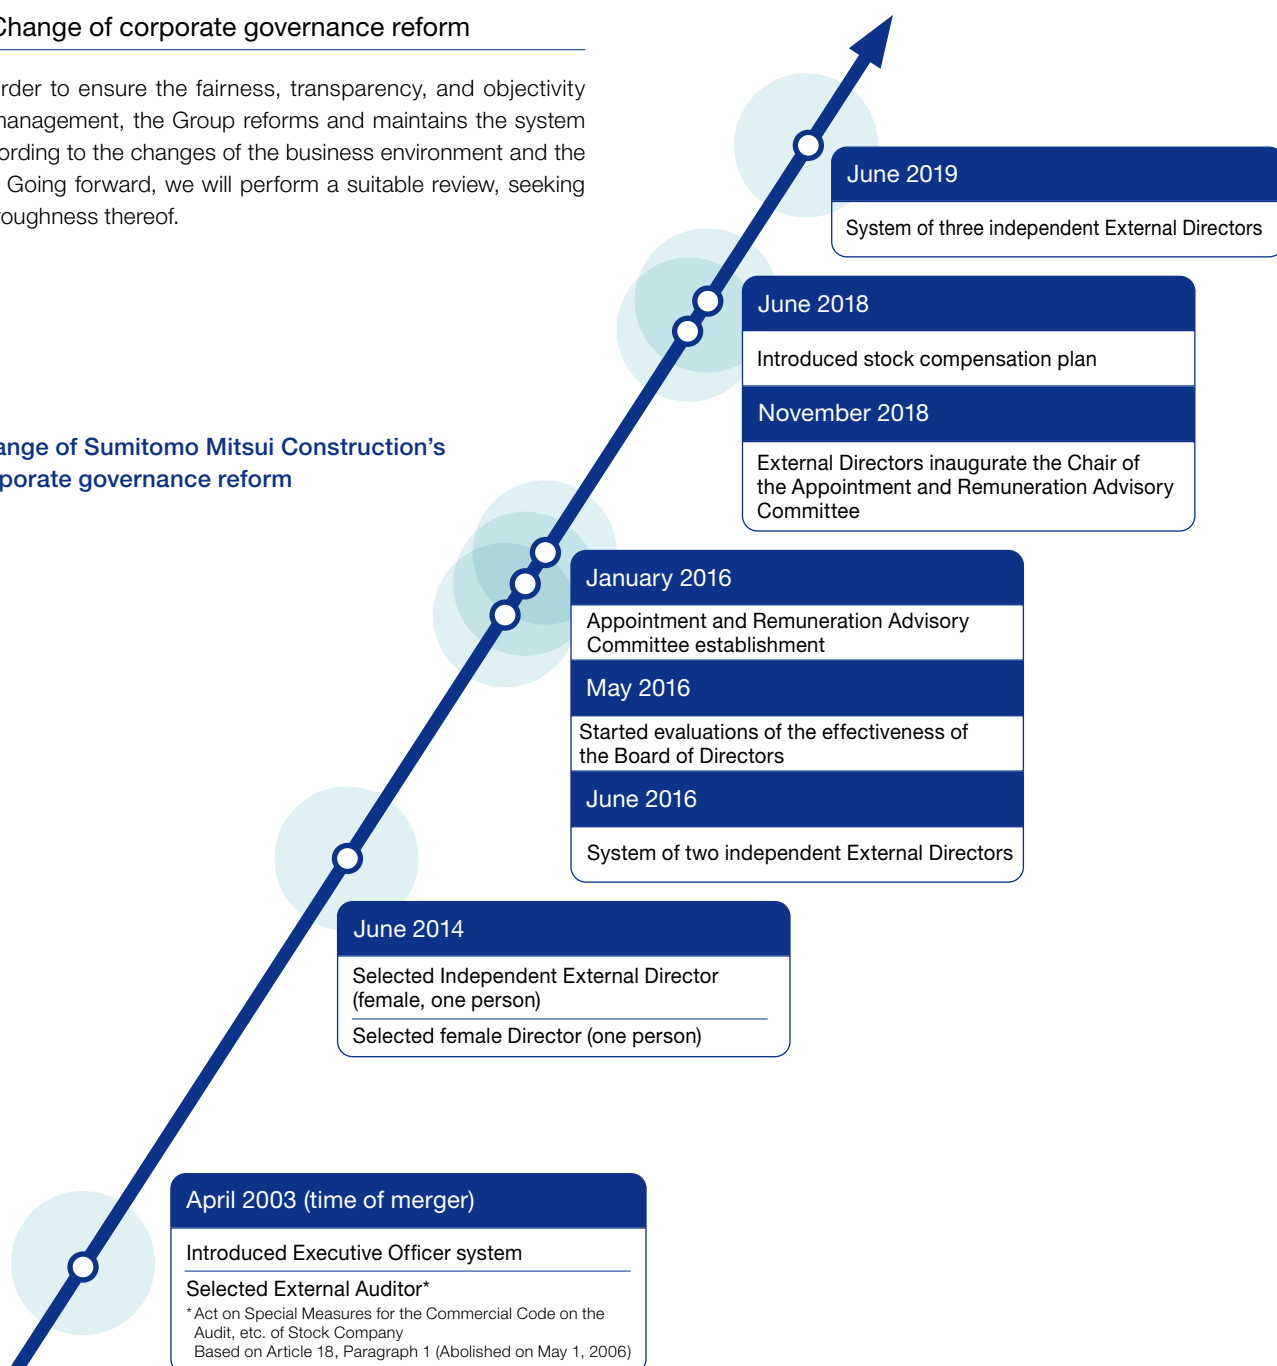 Change of corporate governance reform
rder to ensure the fairness, transparency, and objectivity
management, the Group reforms and maintains the system
ording to the changes of the business environment and the
Going forward, we will perform a suitable review, seeking
roughness thereof.
June 2019
System of three independent External Directors
June 2018
Introduced stock compensation plan
November 2018
External Directors inaugurate the Chair of
the Appointment and Remuneration Advisory
Committee
ange of Sumitomo Mitsui Construction's
porate governance reform
January 2016
Appointment and Remuneration Advisory
Committee establishment
May 2016
Started evaluations of the effectiveness of
the Board of Directors
June 2016
System of two independent External Directors
June 2014
Selected Independent External Director
(female, one person)
Selected female Director (one person)
April 2003 (time of merger)
Introduced Executive Officer system
Selected External Auditor*
*Act on Special Measures for the Commercial Code on the
Audit, etc. of Stock Company
Based on Article 18, Paragraph 1 (Abolished on May 1, 2006)